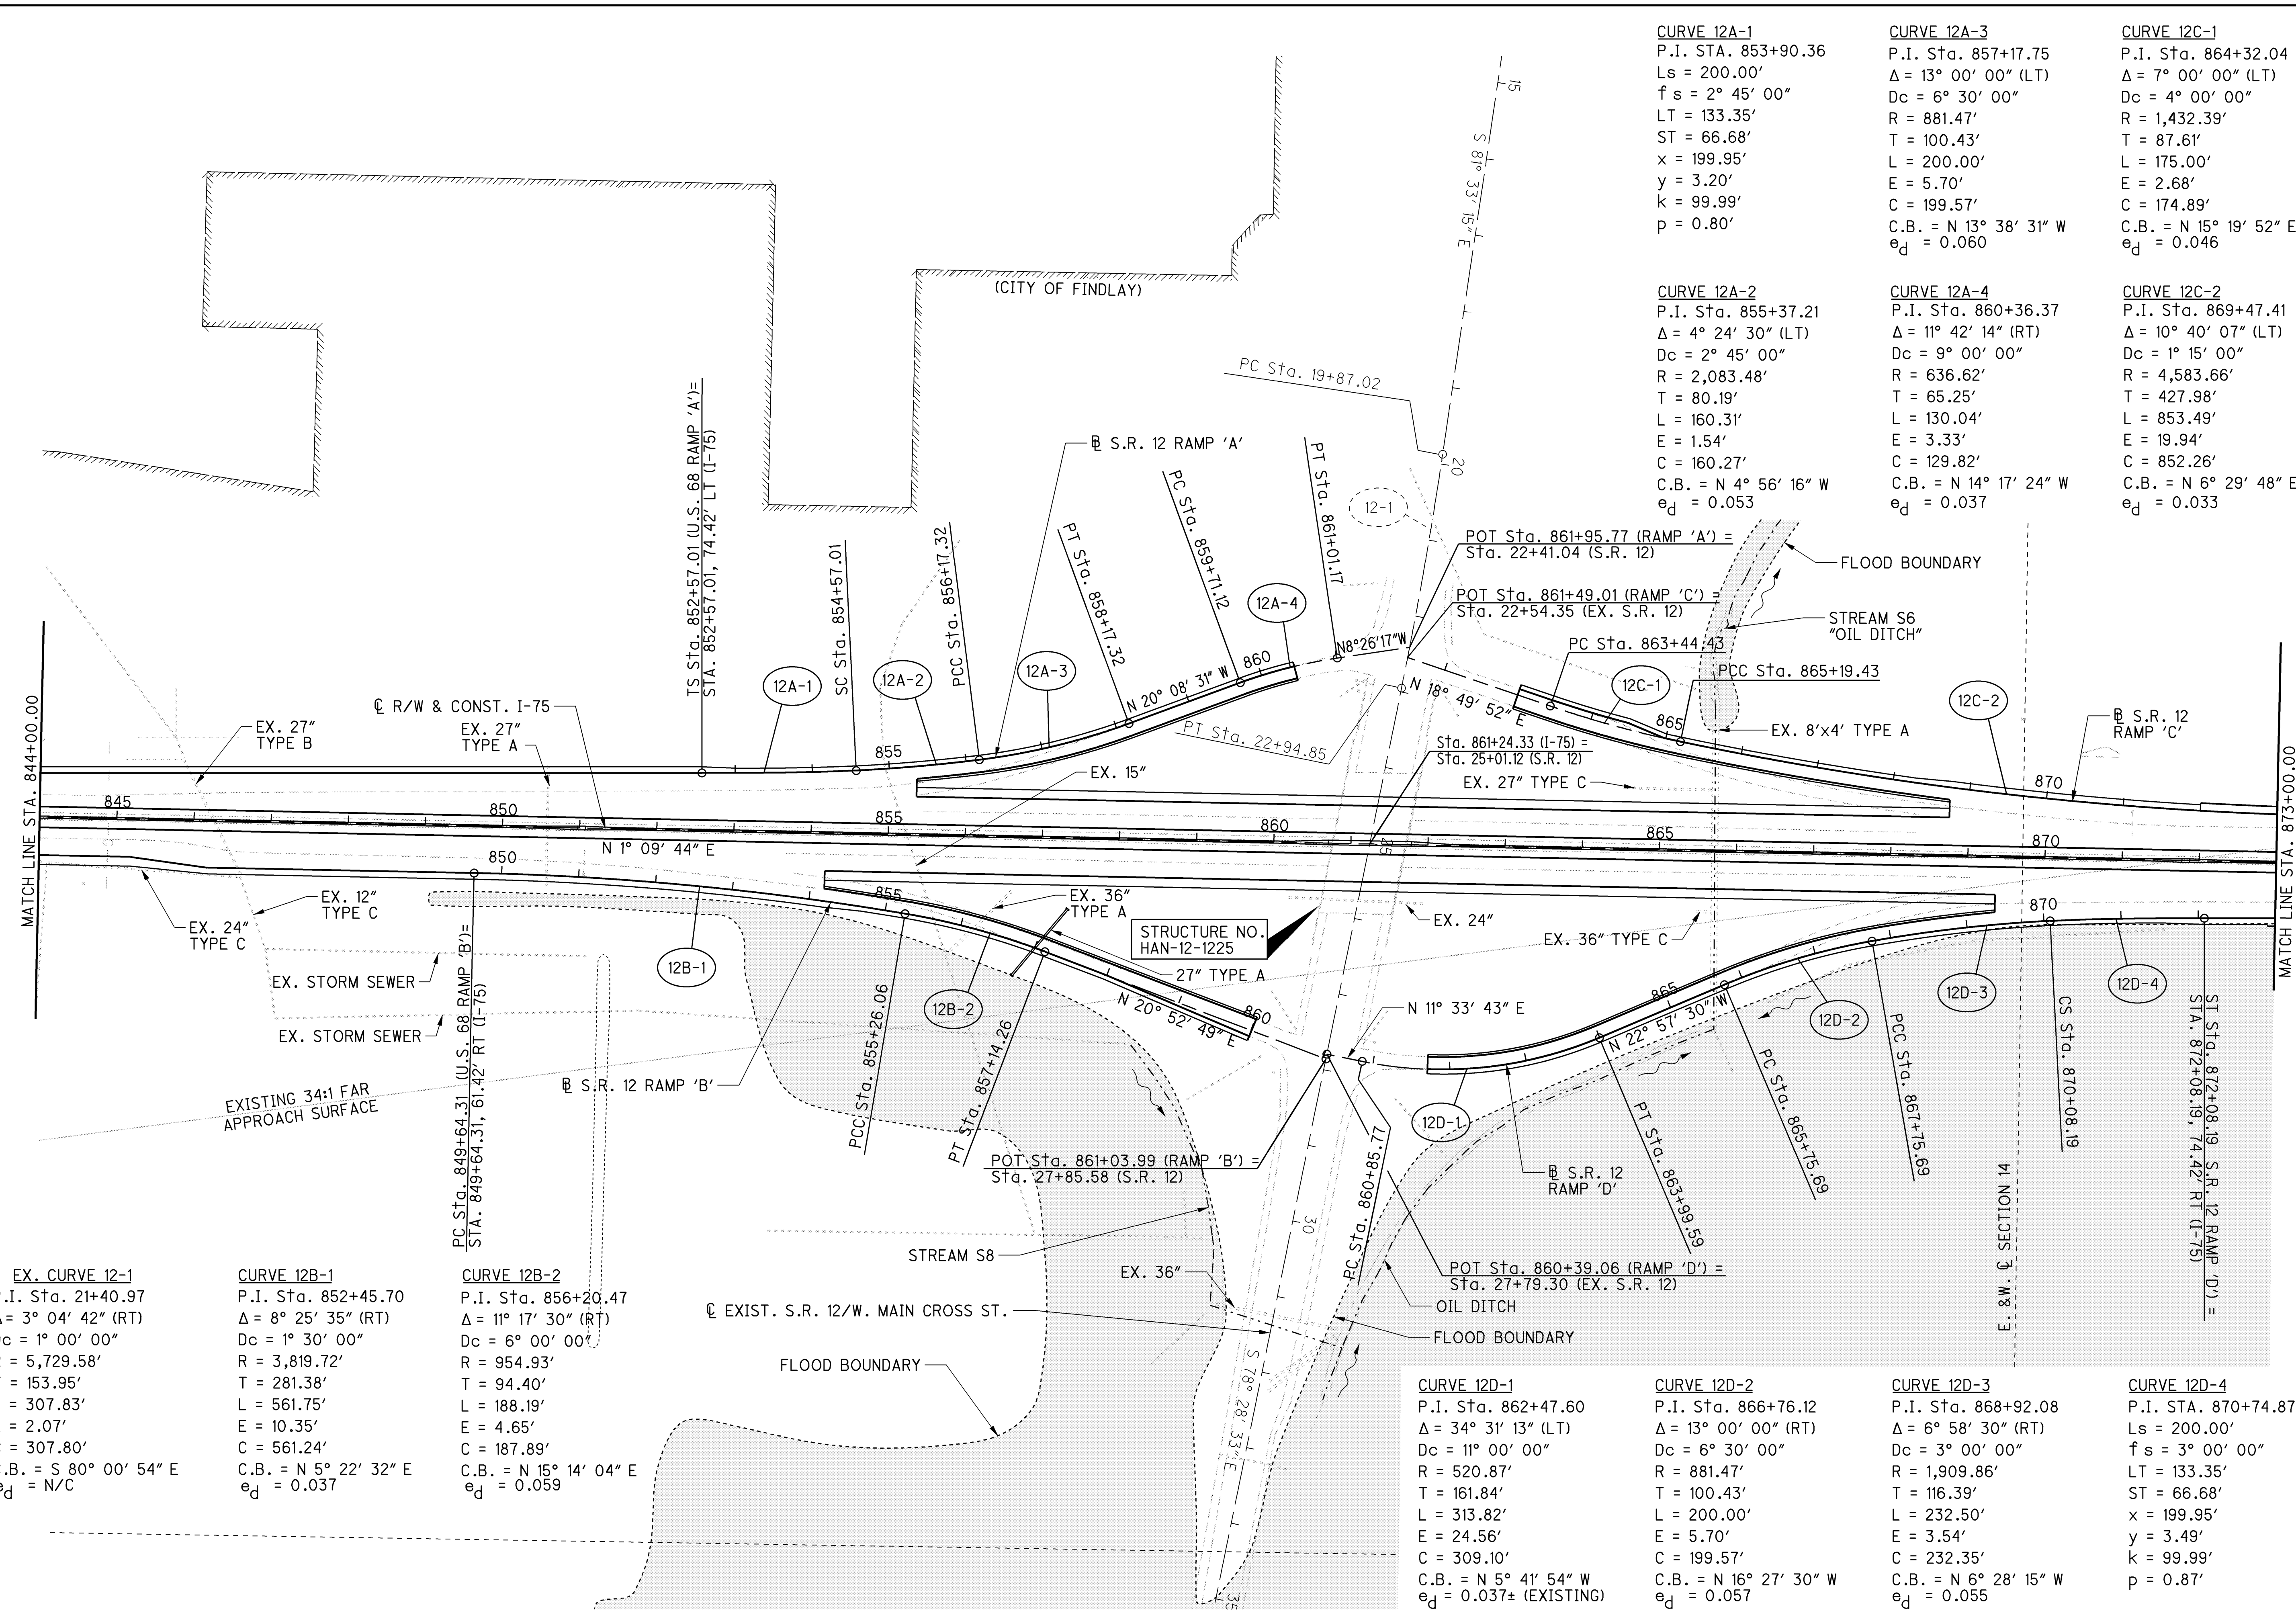 CURVE 12A-1
P.I. STA. 853+90.36
Ls = 200.00′
fs = 2° 45′ 00″
LT = 133.35′
ST = 66.68′
x = 199.95′
y = 3.20′
k = 99.99′
p = 0.80′
CURVE 12A-3
P.I. Sta. 857+17.75
Δ = 13° 00′ 00″ (LT)
Dc = 6° 30′ 00″
R = 881.47′
T = 100.43′
L = 200.00′
E = 5.70′
C = 199.57′
C.B. = N 13° 38′ 31″ W
ed = 0.060
CURVE 12C-1
P.I. Sta. 864+32.04
Δ = 7° 00′ 00″ (LT)
Dc = 4° 00′ 00″
R = 1,432.39′
T = 87.61′
L = 175.00′
E = 2.68′
C = 174.89′
C.B. = N 15° 19′ 52″ E
ed = 0.046
CURVE 12A-2
P.I. Sta. 855+37.21
Δ = 4° 24′ 30″ (LT)
Dc = 2° 45′ 00″
R = 2,083.48′
T = 80.19′
L = 160.31′
E = 1.54′
C = 160.27′
C.B. = N 4° 56′ 16″ W
ed = 0.053
CURVE 12A-4
P.I. Sta. 860+36.37
Δ = 11° 42′ 14″ (RT)
Dc = 9° 00′ 00″
R = 636.62′
T = 65.25′
L = 130.04′
E = 3.33′
C = 129.82′
C.B. = N 14° 17′ 24″ W
ed = 0.037
CURVE 12C-2
P.I. Sta. 869+47.41
Δ = 10° 40′ 07″ (LT)
Dc = 1° 15′ 00″
R = 4,583.66′
T = 427.98′
L = 853.49′
E = 19.94′
C = 852.26′
C.B. = N 6° 29′ 48″ E
ed = 0.033
15
S 81° 33′ 15″ E
(CITY OF FINDLAY)
PC Sta. 19+87.02
20
12-1
TS Sta. 852+57.01 (U.S. 68 RAMP 'A')=
STA. 852+57.01, 74.42′ LT (I-75)
℄ S.R. 12 RAMP 'A'
SC Sta. 854+57.01
PCC Sta. 856+17.32
PT Sta. 858+17.32
PC Sta. 859+71.12
PT Sta. 861+01.17
POT Sta. 861+95.77 (RAMP 'A') =
Sta. 22+41.04 (S.R. 12)
POT Sta. 861+49.01 (RAMP 'C') =
Sta. 22+54.35 (EX. S.R. 12)
FLOOD BOUNDARY
STREAM S6
"OIL DITCH"
PC Sta. 863+44.43
PCC Sta. 865+19.43
12A-1
12A-2
12A-3
12A-4
12C-1
12C-2
855
860
865
870
N 20° 08′ 31″ W
N8°26′17″W
N 18° 49′ 52″ E
PT Sta. 22+94.85
MATCH LINE STA. 844+00.00
EX. 27″
TYPE B
℄ R/W & CONST. I-75
EX. 27″
TYPE A
EX. 15″
Sta. 861+24.33 (I-75) =
Sta. 25+01.12 (S.R. 12)
EX. 27″ TYPE C
EX. 8′x4′ TYPE A
℄ S.R. 12
RAMP 'C'
MATCH LINE STA. 873+00.00
845
850
855
860
865
870
25
N 1° 09′ 44″ E
850
855
860
865
870
EX. 24″
TYPE C
EX. 12″
TYPE C
EX. STORM SEWER
EX. STORM SEWER
EX. 36″
TYPE A
27″ TYPE A
STRUCTURE NO.
HAN-12-1225
EX. 24″
EX. 36″ TYPE C
12B-1
12B-2
12D-1
12D-2
12D-3
12D-4
N 20° 52′ 49″ E
N 11° 33′ 43″ E
N 22° 57′ 30″ W
EXISTING 34:1 FAR
APPROACH SURFACE
PC Sta. 849+64.31 (U.S. 68 RAMP 'B')=
STA. 849+64.31, 61.42′ RT (I-75)
℄ S.R. 12 RAMP 'B'
PCC Sta. 855+26.06
PT Sta. 857+14.26
POT Sta. 861+03.99 (RAMP 'B') =
Sta. 27+85.58 (S.R. 12)
PC Sta. 860+85.77
POT Sta. 860+39.06 (RAMP 'D') =
Sta. 27+79.30 (EX. S.R. 12)
℄ S.R. 12
RAMP 'D'
PT Sta. 863+99.59
PC Sta. 865+75.69
PCC Sta. 867+75.69
CS Sta. 870+08.19
ST Sta. 872+08.19 S.R. 12 RAMP 'D') =
STA. 872+08.19, 74.42′ RT (I-75)
E. &W. ℄ SECTION 14
STREAM S8
EX. 36″
℄ EXIST. S.R. 12/W. MAIN CROSS ST.
OIL DITCH
FLOOD BOUNDARY
FLOOD BOUNDARY
30
S 78° 28′ 33″ E
35
EX. CURVE 12-1
.I. Sta. 21+40.97
= 3° 04′ 42″ (RT)
c = 1° 00′ 00″
= 5,729.58′
= 153.95′
= 307.83′
= 2.07′
= 307.80′
.B. = S 80° 00′ 54″ E
ed = N/C
CURVE 12B-1
P.I. Sta. 852+45.70
Δ = 8° 25′ 35″ (RT)
Dc = 1° 30′ 00″
R = 3,819.72′
T = 281.38′
L = 561.75′
E = 10.35′
C = 561.24′
C.B. = N 5° 22′ 32″ E
ed = 0.037
CURVE 12B-2
P.I. Sta. 856+20.47
Δ = 11° 17′ 30″ (RT)
Dc = 6° 00′ 00″
R = 954.93′
T = 94.40′
L = 188.19′
E = 4.65′
C = 187.89′
C.B. = N 15° 14′ 04″ E
ed = 0.059
CURVE 12D-1
P.I. Sta. 862+47.60
Δ = 34° 31′ 13″ (LT)
Dc = 11° 00′ 00″
R = 520.87′
T = 161.84′
L = 313.82′
E = 24.56′
C = 309.10′
C.B. = N 5° 41′ 54″ W
ed = 0.037± (EXISTING)
CURVE 12D-2
P.I. Sta. 866+76.12
Δ = 13° 00′ 00″ (RT)
Dc = 6° 30′ 00″
R = 881.47′
T = 100.43′
L = 200.00′
E = 5.70′
C = 199.57′
C.B. = N 16° 27′ 30″ W
ed = 0.057
CURVE 12D-3
P.I. Sta. 868+92.08
Δ = 6° 58′ 30″ (RT)
Dc = 3° 00′ 00″
R = 1,909.86′
T = 116.39′
L = 232.50′
E = 3.54′
C = 232.35′
C.B. = N 6° 28′ 15″ W
ed = 0.055
CURVE 12D-4
P.I. STA. 870+74.87
Ls = 200.00′
fs = 3° 00′ 00″
LT = 133.35′
ST = 66.68′
x = 199.95′
y = 3.49′
k = 99.99′
p = 0.87′